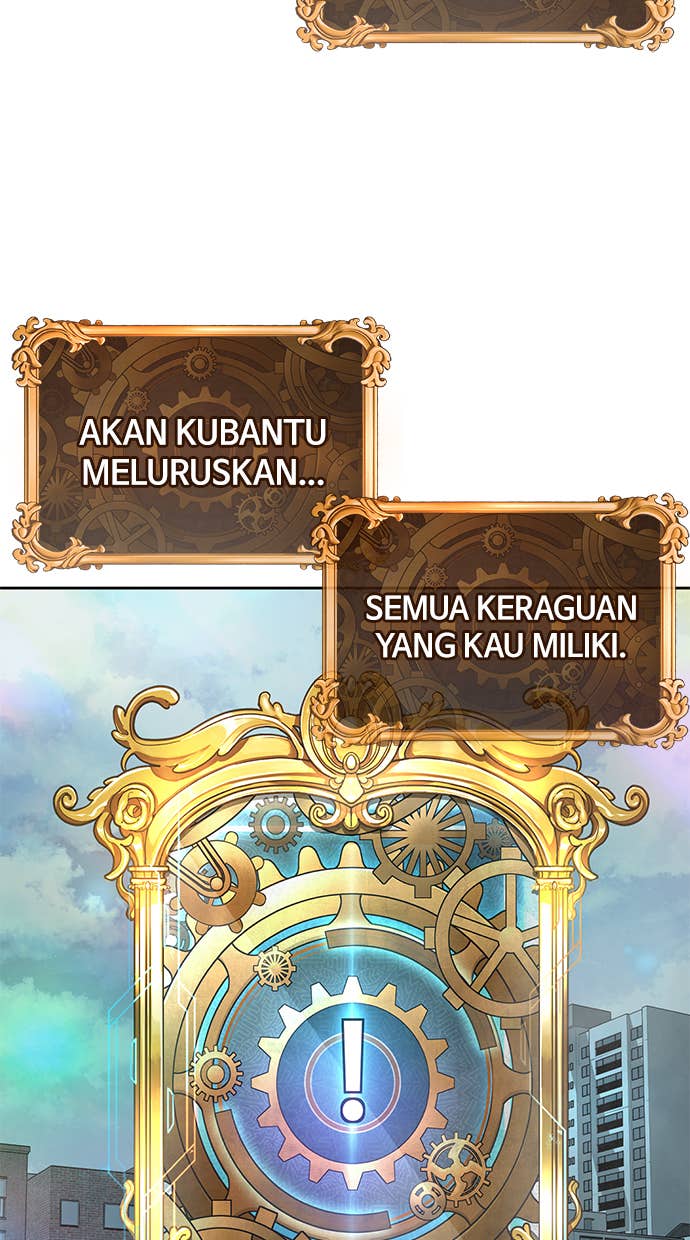 AKAN KUBANTU
MELURUSKAN...
SEMUA KERAGUAN
YANG KAU MILIKI.
!